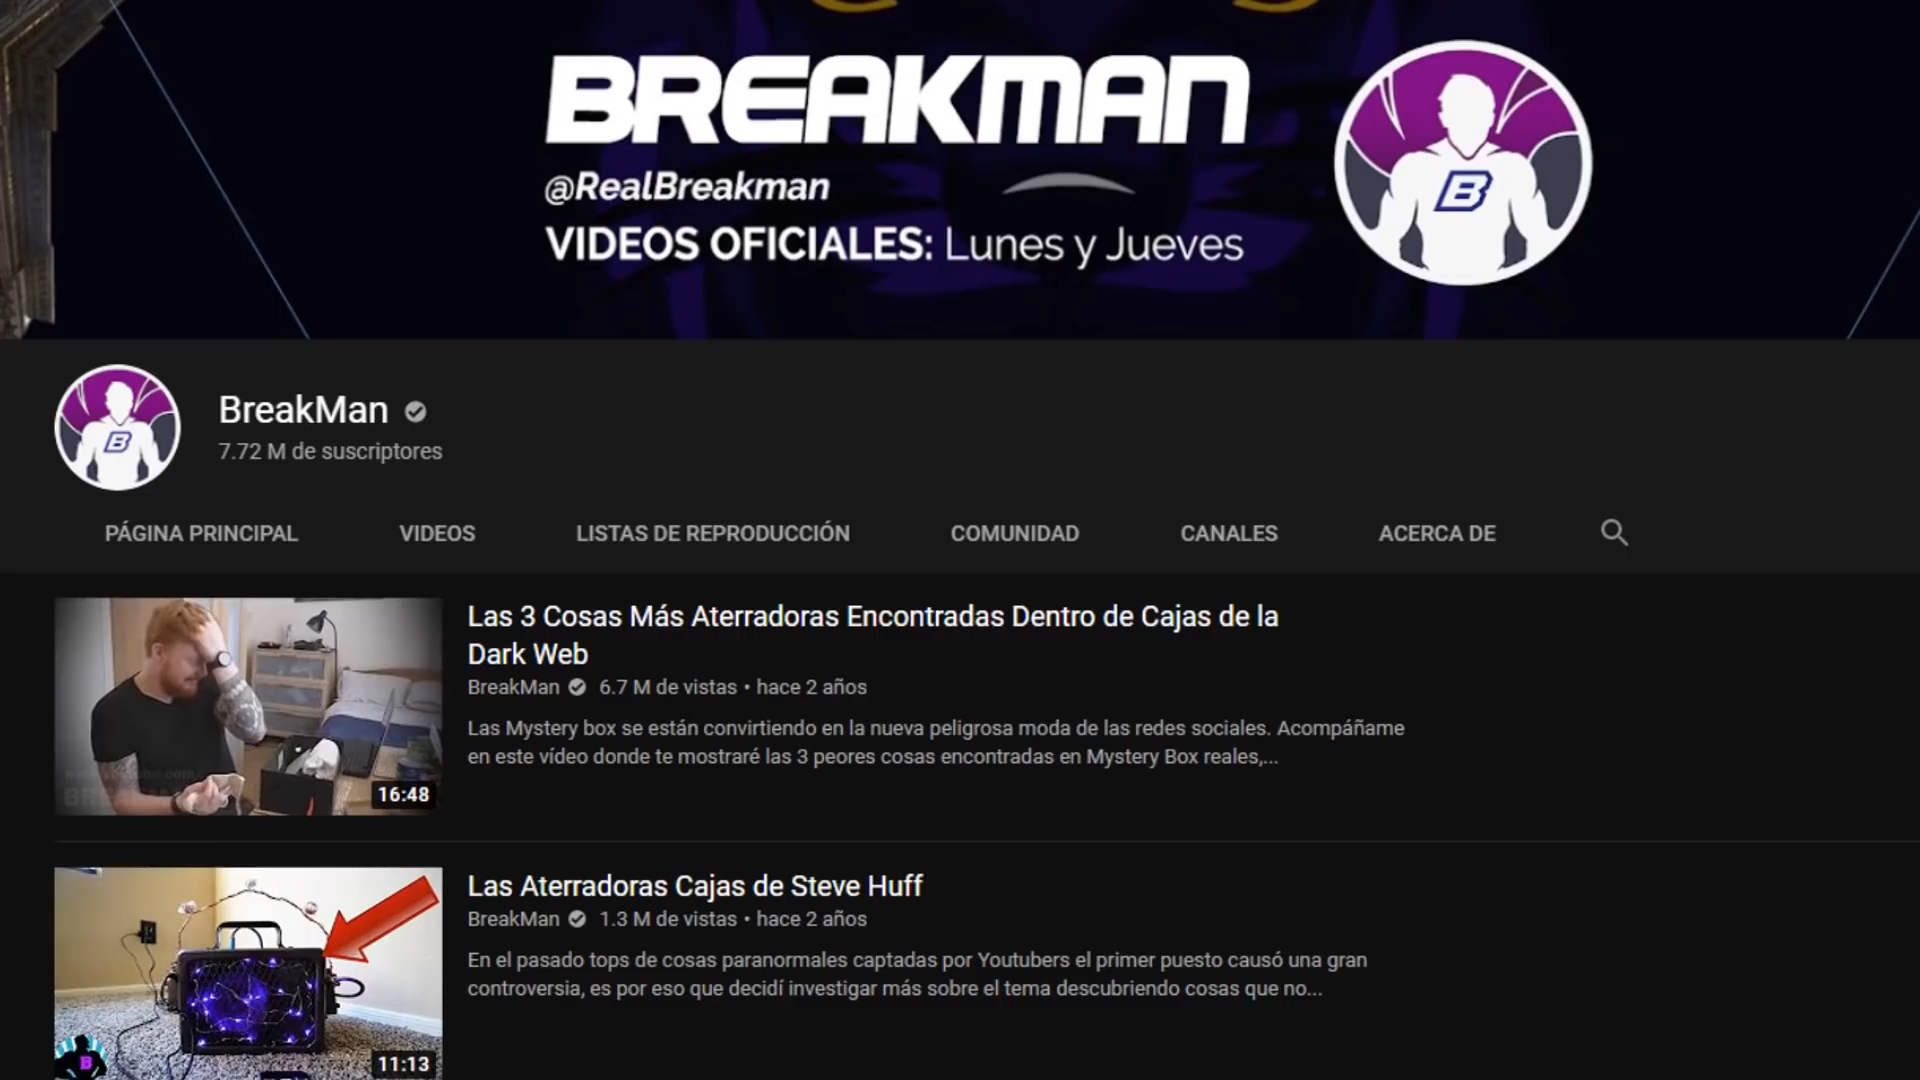 BREAKMAN
@RealBreakman
VIDEOS OFICIALES: Lunes y Jueves
B
BreakMan
7.72 M de suscriptores
B
PÁGINA PRINCIPAL
VIDEOS
LISTAS DE REPRODUCCIÓN
COMUNIDAD
CANALES
ACERCA DE
Las 3 Cosas Más Aterradoras Encontradas Dentro de Cajas de la
Dark Web
BreakMan 6.7 M de vistas • hace 2 años
Las Mystery box se están convirtiendo en la nueva peligrosa moda de las redes sociales. Acompáñame
en este vídeo donde te mostraré las 3 peores cosas encontradas en Mystery Box reales,...
16:48
Las Aterradoras Cajas de Steve Huff
BreakMan 1.3 M de vistas • hace 2 años
En el pasado tops de cosas paranormales captadas por Youtubers el primer puesto causó una gran
controversia, es por eso que decidí investigar más sobre el tema descubriendo cosas que no...
B
11:13